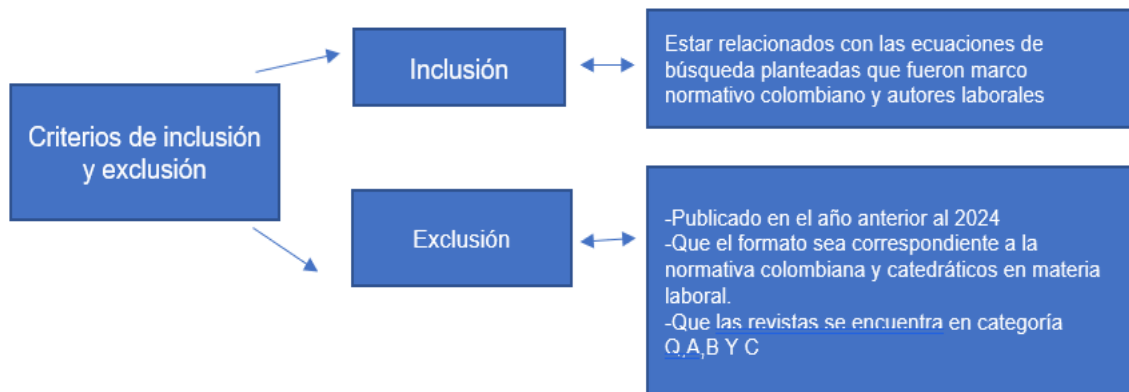 Criterios de inclusión
y exclusión
Inclusión
Estar relacionados con las ecuaciones de
búsqueda planteadas que fueron marco
normativo colombiano y autores laborales
Exclusión
-Publicado en el año anterior al 2024
-Que el formato sea correspondiente a la
normativa colombiana y catedráticos en materia
laboral.
-Que las revistas se encuentra en categoría
Q,A,B Y C